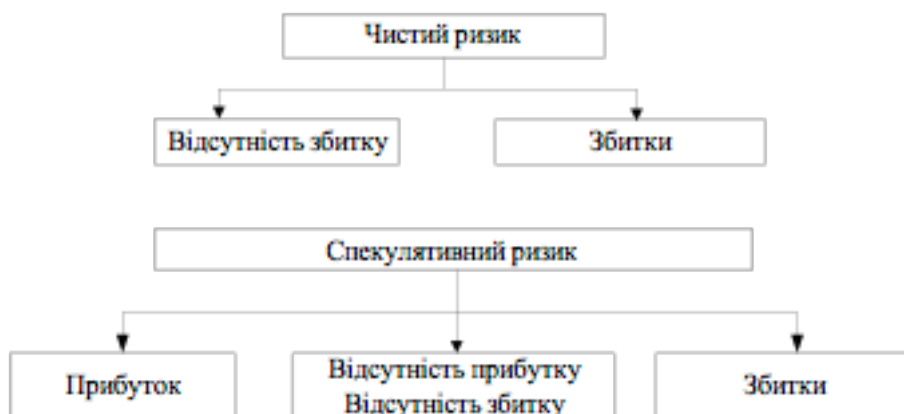 Чистий ризик
Відсутність збитку
Збитки
Спекулятивний ризик
Прибуток
Відсутність прибутку
Відсутність збитку
Збитки